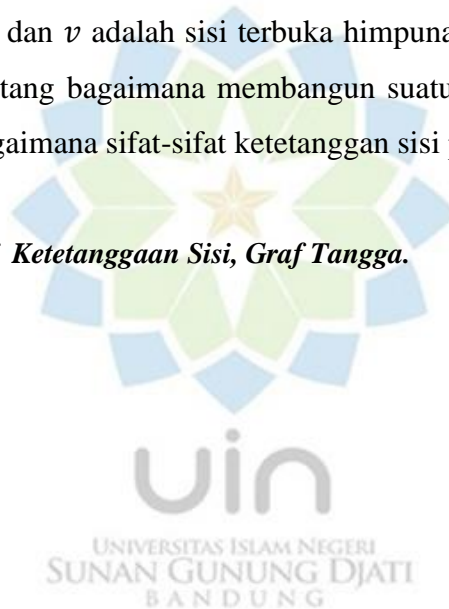 dan 𝑣 adalah sisi terbuka himpuna
tang bagaimana membangun suatu
gaimana sifat-sifat ketetanggan sisi
Ketetanggaan Sisi, Graf Tangga.
uin
UNIVERSITAS ISLAM NEGERI
SUNAN GUNUNG DJATI
BANDUNG